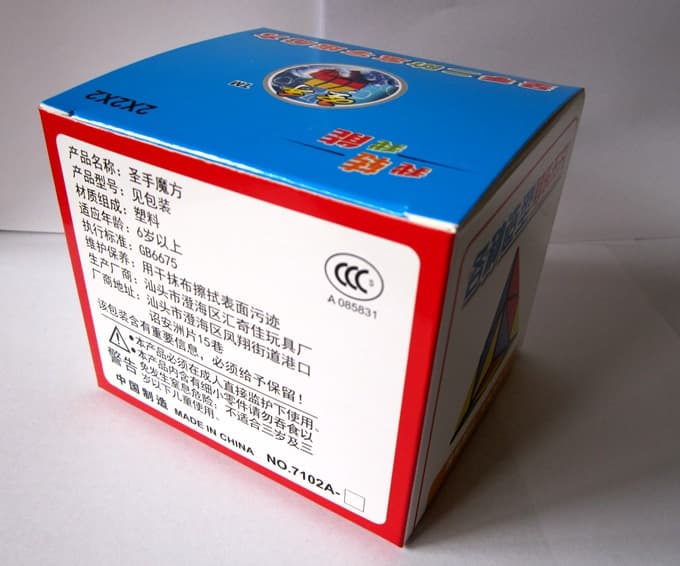 2X2X2
TM
我转
我能
产品名称：圣手魔方
产品型号：见包装
材质组成：塑料
适应年龄：6岁以上
执行标准：GB6675
维护保养：用干抹布擦拭表面污迹
生产厂商：汕头市澄海区汇奇佳玩具厂
厂商地址：汕头市澄海区凤翔街道港口
诏安洲片15巷
该包装含有重要信息，必须给予保留！
CCC S
A 085831
警告
●本产品必须在成人直接监护下使用。
●本产品内含有细小零件请勿吞食以
免发生窒息危险；不适合三岁及三
岁以下儿童使用。
中国制造 MADE IN CHINA NO.7102A-